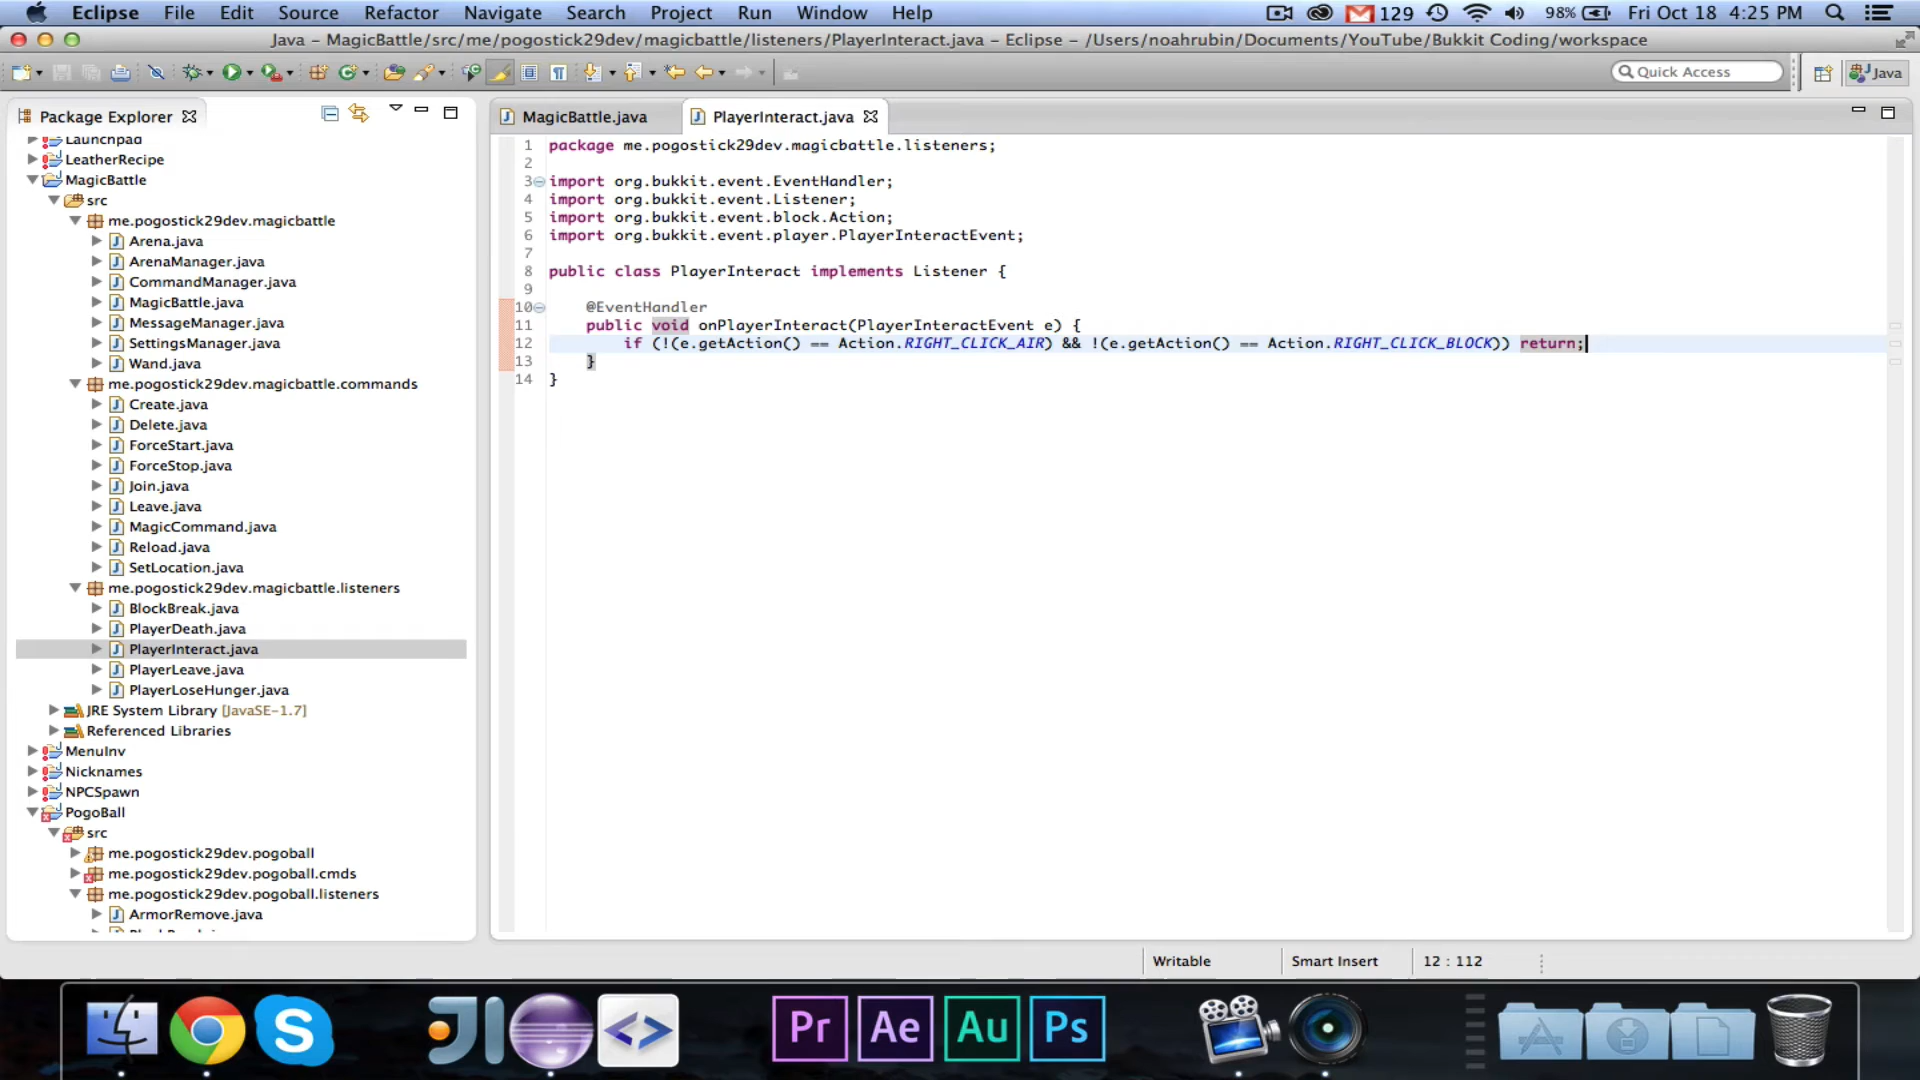 Eclipse File Edit Source Refactor Navigate Search Project Run Window Help 129 98% Fri Oct 18 4:25 PM
Java – MagicBattle/src/me/pogostick29dev/magicbattle/listeners/PlayerInteract.java – Eclipse – /Users/noahrubin/Documents/YouTube/Bukkit Coding/workspace
Quick Access Java
Package Explorer
Launchpad
LeatherRecipe
MagicBattle
src
me.pogostick29dev.magicbattle
Arena.java
ArenaManager.java
CommandManager.java
MagicBattle.java
MessageManager.java
SettingsManager.java
Wand.java
me.pogostick29dev.magicbattle.commands
Create.java
Delete.java
ForceStart.java
ForceStop.java
Join.java
Leave.java
MagicCommand.java
Reload.java
SetLocation.java
me.pogostick29dev.magicbattle.listeners
BlockBreak.java
PlayerDeath.java
PlayerInteract.java
PlayerLeave.java
PlayerLoseHunger.java
JRE System Library [JavaSE-1.7]
Referenced Libraries
MenuInv
Nicknames
NPCSpawn
PogoBall
src
me.pogostick29dev.pogoball
me.pogostick29dev.pogoball.cmds
me.pogostick29dev.pogoball.listeners
ArmorRemove.java
MagicBattle.java PlayerInteract.java
1 package me.pogostick29dev.magicbattle.listeners;
2
3 import org.bukkit.event.EventHandler;
4 import org.bukkit.event.Listener;
5 import org.bukkit.event.block.Action;
6 import org.bukkit.event.player.PlayerInteractEvent;
7
8 public class PlayerInteract implements Listener {
9
10 @EventHandler
11 public void onPlayerInteract(PlayerInteractEvent e) {
12 if (!(e.getAction() == Action.RIGHT_CLICK_AIR) && !(e.getAction() == Action.RIGHT_CLICK_BLOCK)) return;
13 }
14 }
Writable Smart Insert 12 : 112
Pr Ae Au Ps